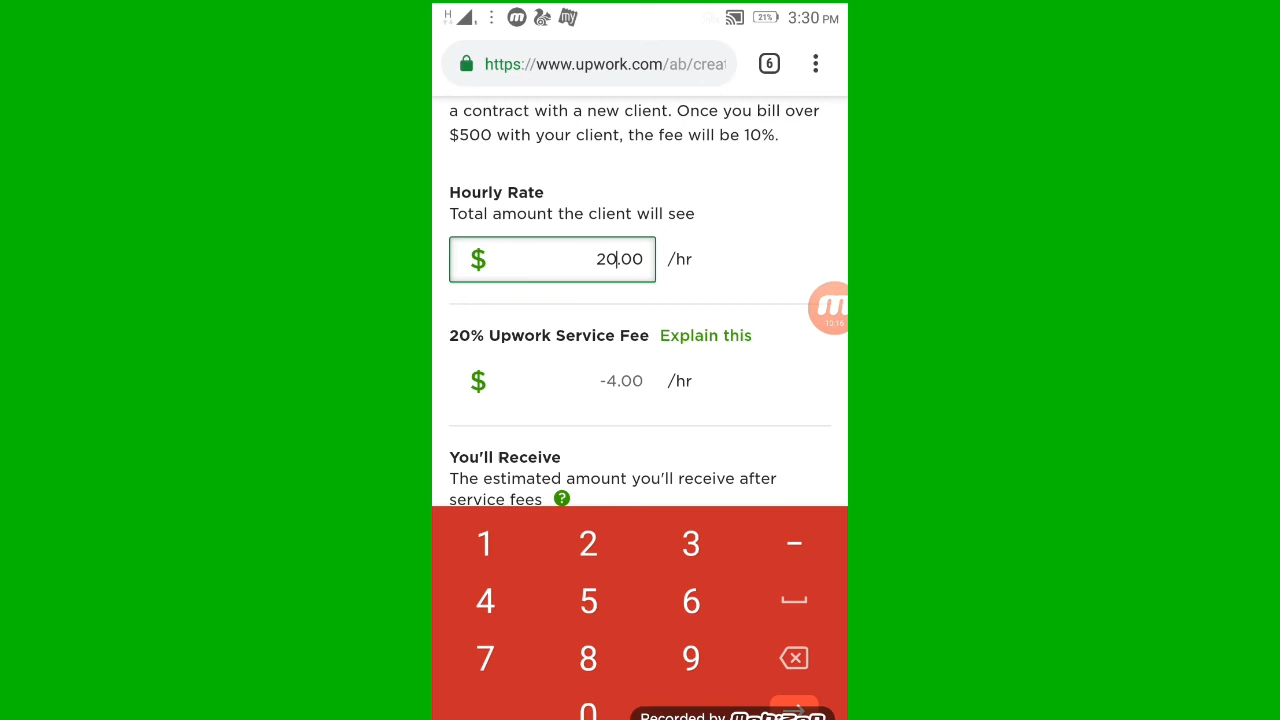 H
21%
3:30 PM
https://www.upwork.com/ab/creat
6
a contract with a new client. Once you bill over
$500 with your client, the fee will be 10%.
Hourly Rate
Total amount the client will see
$ 20.00 /hr
10:16
20% Upwork Service Fee Explain this
$ -4.00 /hr
You'll Receive
The estimated amount you'll receive after
service fees ?
1 2 3 -
4 5 6
7 8 9
0
Recorded by